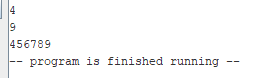 4
9
456789
-- program is finished running --